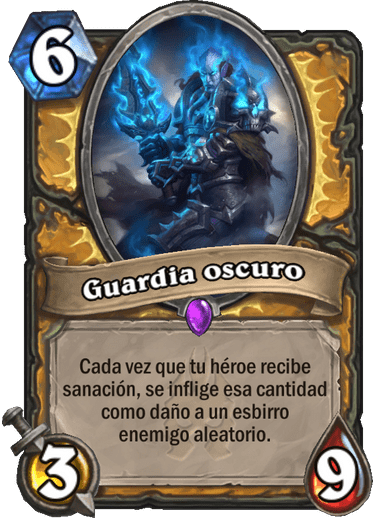 6
Guardia oscuro
Cada vez que tu héroe recibe
sanación, se inflige esa cantidad
como daño a un esbirro
enemigo aleatorio.
3
9